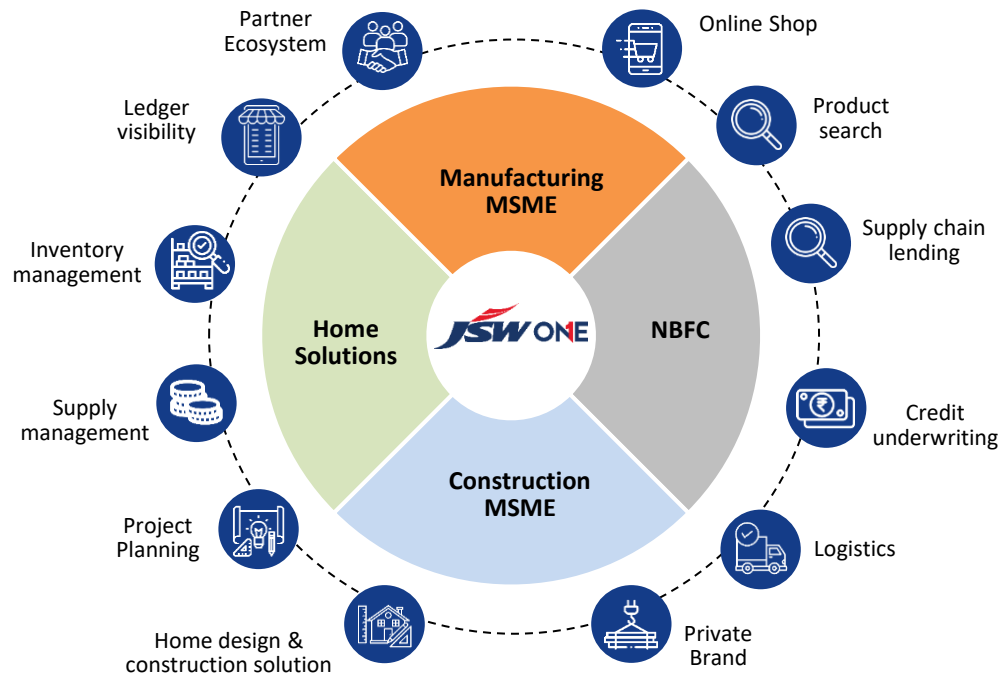 Partner
Ecosystem
Online Shop
Ledger
visibility
Product
search
Manufacturing
MSME
Inventory
management
Supply chain
lending
Home
Solutions
JSW ONE
NBFC
Supply
management
Credit
underwriting
Construction
MSME
Project
Planning
Logistics
Home design &
construction solution
Private
Brand